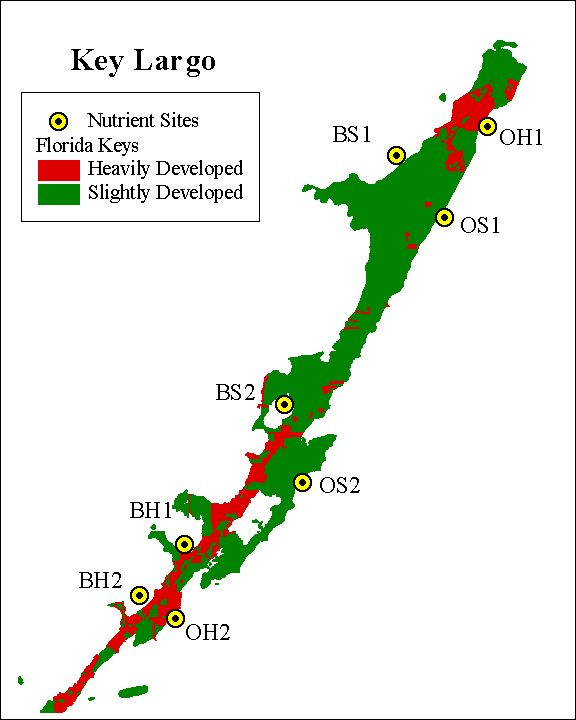 Key Largo
Nutrient Sites
Florida Keys
Heavily Developed
Slightly Developed
BS1
OH1
OS1
BS2
OS2
BH1
BH2
OH2